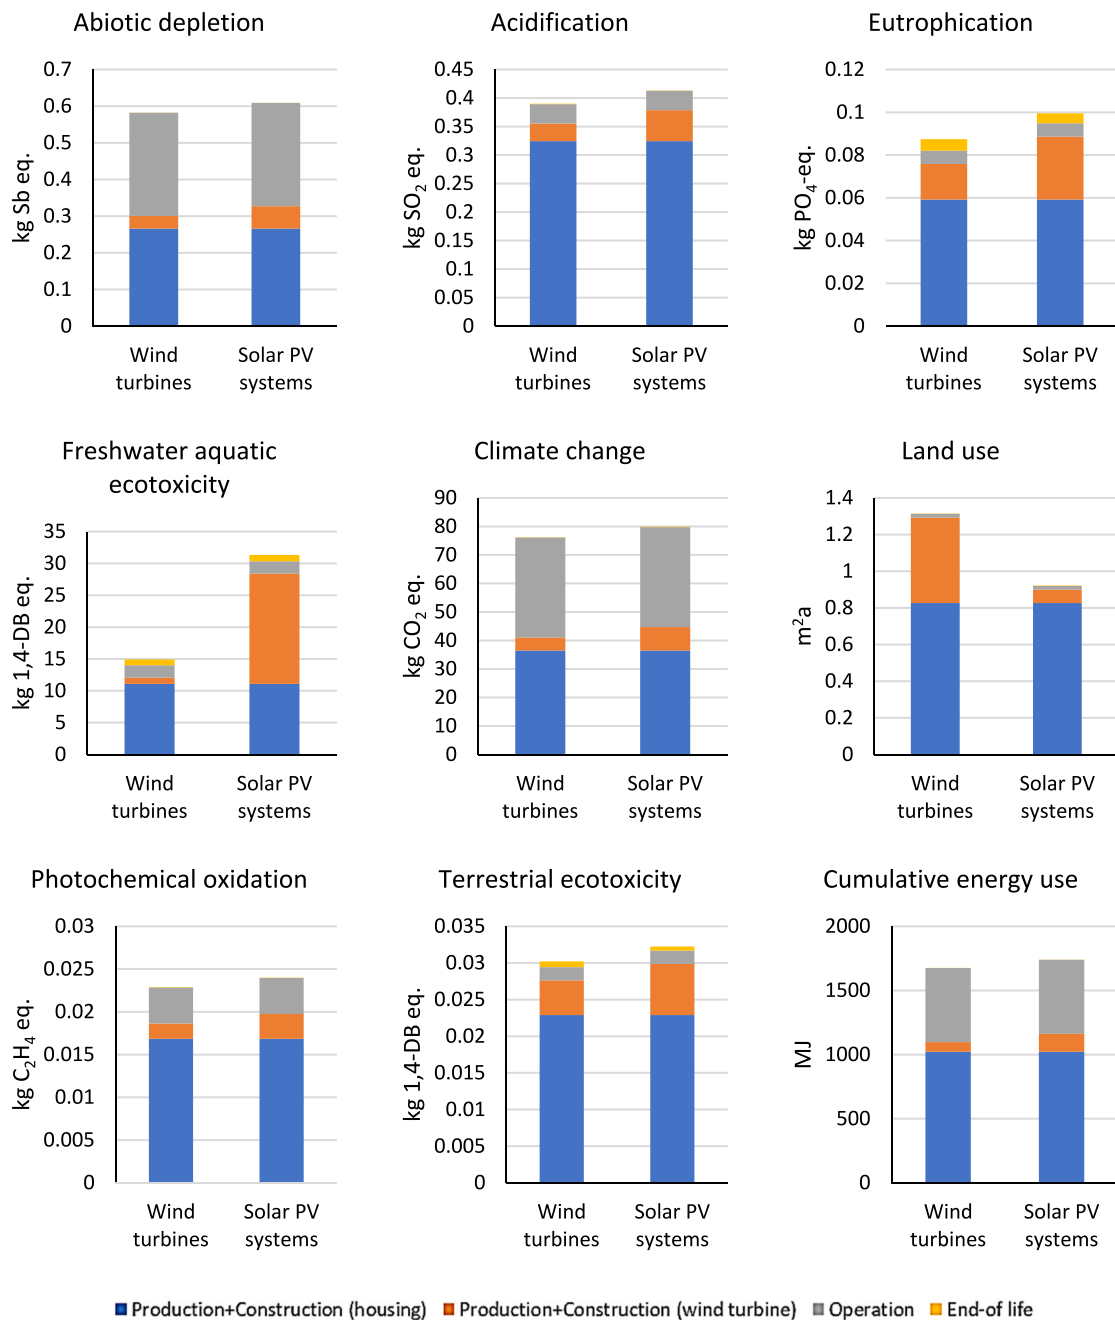 Abiotic depletion
kg Sb eq.
0.7
0.6
0.5
0.4
0.3
0.2
0.1
0
Wind
turbines
Solar PV
systems
Acidification
kg SO₂ eq.
0.45
0.4
0.35
0.3
0.25
0.2
0.15
0.1
0.05
0
Wind
turbines
Solar PV
systems
Eutrophication
kg PO₄-eq.
0.12
0.1
0.08
0.06
0.04
0.02
0
Wind
turbines
Solar PV
systems
Freshwater aquatic
ecotoxicity
kg 1,4-DB eq.
35
30
25
20
15
10
5
0
Wind
turbines
Solar PV
systems
Climate change
kg CO₂ eq.
90
80
70
60
50
40
30
20
10
0
Wind
turbines
Solar PV
systems
Land use
m²a
1.4
1.2
1
0.8
0.6
0.4
0.2
0
Wind
turbines
Solar PV
systems
Photochemical oxidation
kg C₂H₄ eq.
0.03
0.025
0.02
0.015
0.01
0.005
0
Wind
turbines
Solar PV
systems
Terrestrial ecotoxicity
kg 1,4-DB eq.
0.035
0.03
0.025
0.02
0.015
0.01
0.005
0
Wind
turbines
Solar PV
systems
Cumulative energy use
MJ
2000
1500
1000
500
0
Wind
turbines
Solar PV
systems
Production+Construction (housing) Production+Construction (wind turbine) Operation End-of life